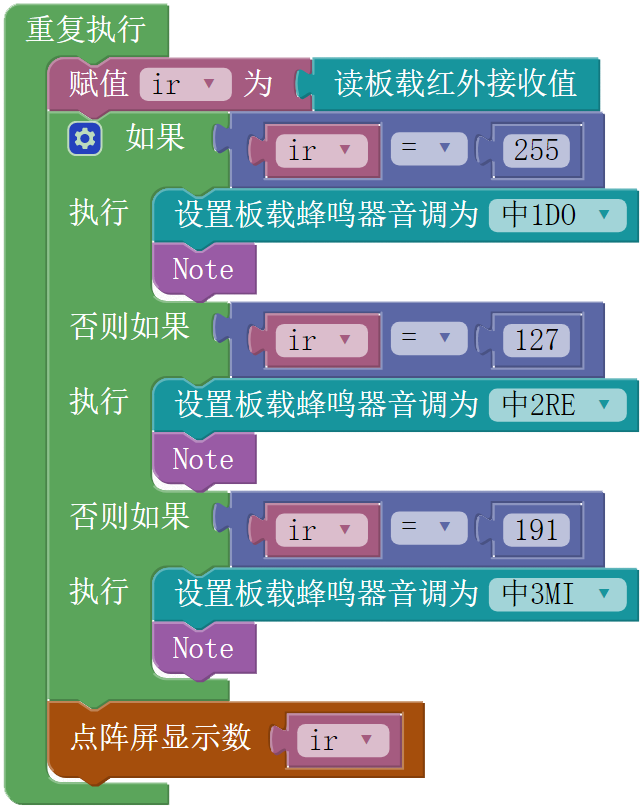 重复执行
赋值 ir 为 读板载红外接收值
如果 ir = 255
执行 设置板载蜂鸣器音调为 中1DO
Note
否则如果 ir = 127
执行 设置板载蜂鸣器音调为 中2RE
Note
否则如果 ir = 191
执行 设置板载蜂鸣器音调为 中3MI
Note
点阵屏显示数 ir